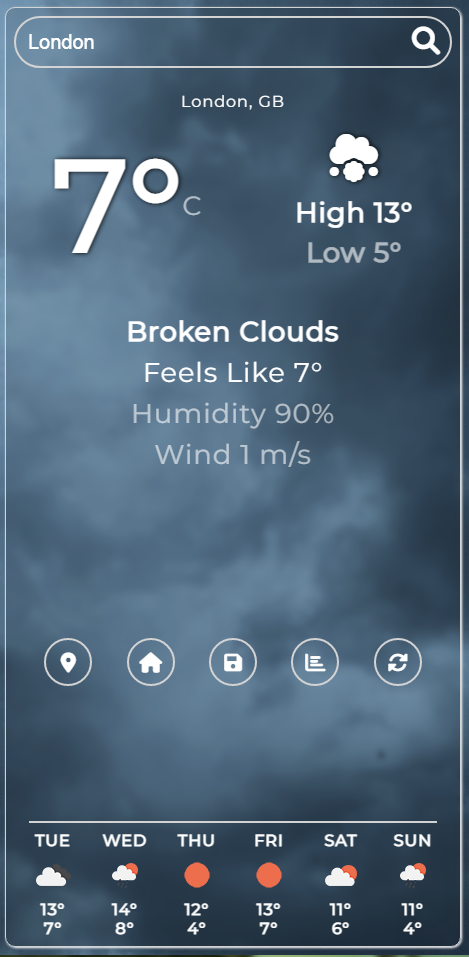 London
London, GB
7° C
High 13°
Low 5°
Broken Clouds
Feels Like 7°
Humidity 90%
Wind 1 m/s
TUE WED THU FRI SAT SUN
13° 14° 12° 13° 11° 11°
7° 8° 4° 7° 6° 4°